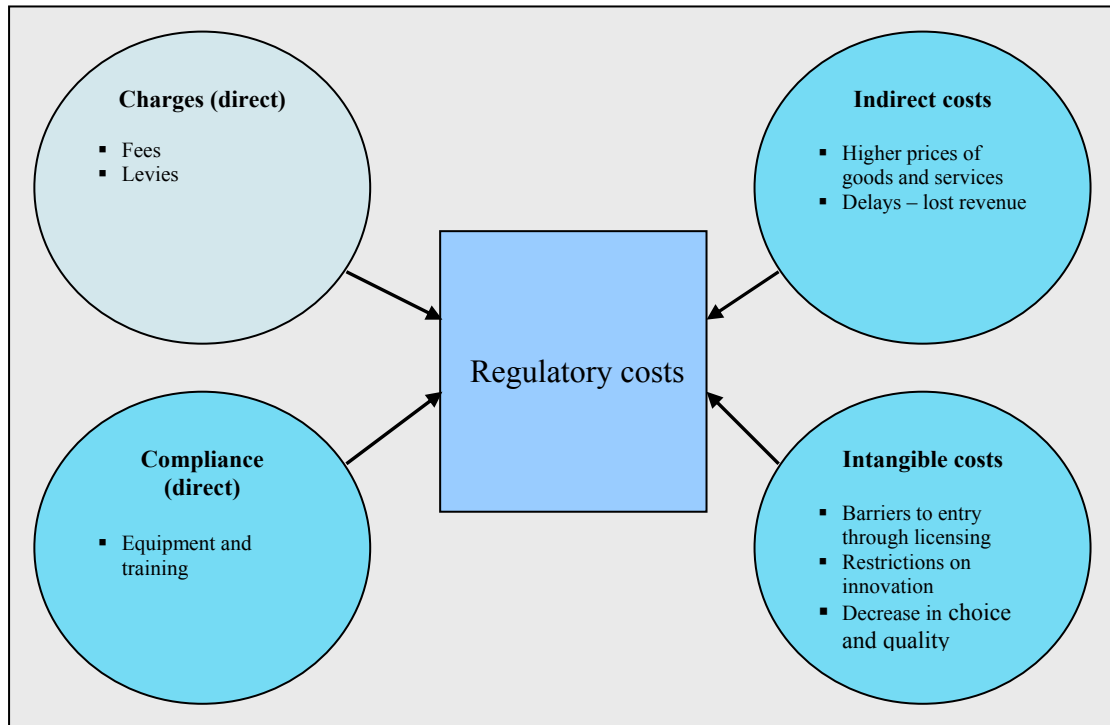 Charges (direct)
▪ Fees
▪ Levies
Indirect costs
▪ Higher prices of
goods and services
▪ Delays – lost revenue
Regulatory costs
Compliance
(direct)
▪ Equipment and
training
Intangible costs
▪ Barriers to entry
through licensing
▪ Restrictions on
innovation
▪ Decrease in choice
and quality